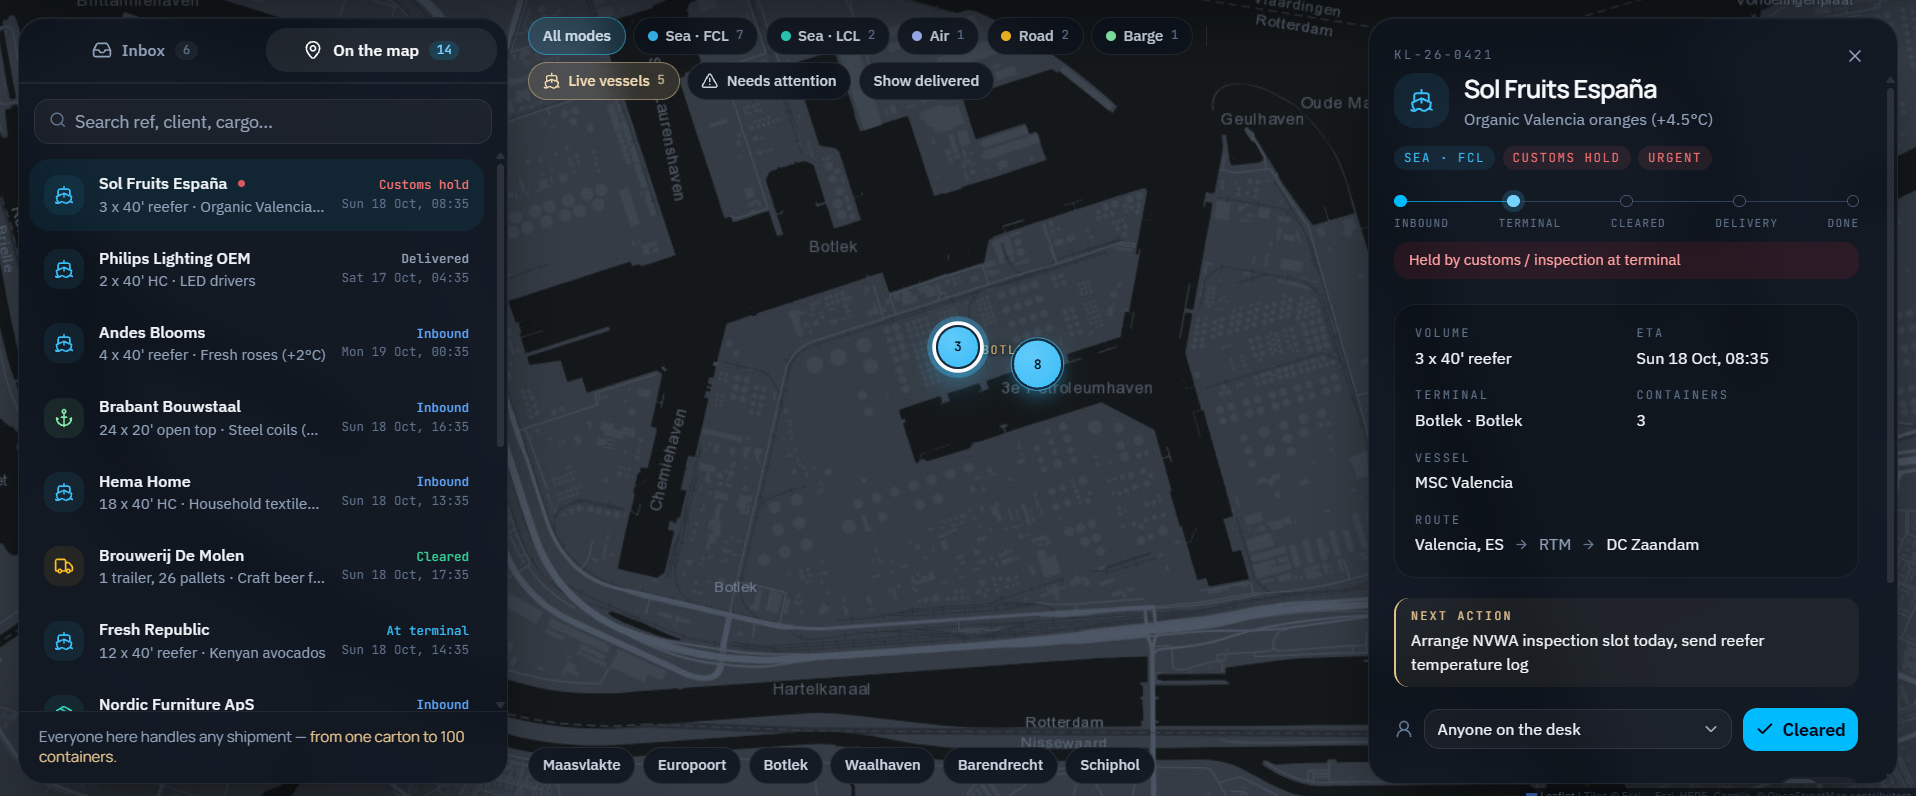 Brittanniëhaven
Inbox 6
On the map 14
Search ref, client, cargo...
Sol Fruits España
Customs hold
3 x 40' reefer · Organic Valencia...
Sun 18 Oct, 08:35
Philips Lighting OEM
Delivered
2 x 40' HC · LED drivers
Sat 17 Oct, 04:35
Andes Blooms
Inbound
4 x 40' reefer · Fresh roses (+2°C)
Mon 19 Oct, 00:35
Brabant Bouwstaal
Inbound
24 x 20' open top · Steel coils (...
Sun 18 Oct, 16:35
Hema Home
Inbound
18 x 40' HC · Household textile...
Sun 18 Oct, 13:35
Brouwerij De Molen
Cleared
1 trailer, 26 pallets · Craft beer f...
Sun 18 Oct, 17:35
Fresh Republic
At terminal
12 x 40' reefer · Kenyan avocados
Sun 18 Oct, 14:35
Nordic Furniture ApS
Inbound
Everyone here handles any shipment — from one carton to 100
containers.
All modes
Sea · FCL 7
Sea · LCL 2
Air 1
Road 2
Barge 1
Live vessels 5
Needs attention
Show delivered
Vlaardingen
Rotterdam
Geulhaven
Oude Ma
Botlek
3
BOTL
8
3e Petroleumhaven
Chemiehaven
Botlek
Hartelkanaal
Rotterdam
Nissewaard
Maasvlakte
Europoort
Botlek
Waalhaven
Barendrecht
Schiphol
KL-26-0421
Sol Fruits España
Organic Valencia oranges (+4.5°C)
SEA · FCL
CUSTOMS HOLD
URGENT
INBOUND
TERMINAL
CLEARED
DELIVERY
DONE
Held by customs / inspection at terminal
VOLUME
ETA
3 x 40' reefer
Sun 18 Oct, 08:35
TERMINAL
CONTAINERS
Botlek · Botlek
3
VESSEL
MSC Valencia
ROUTE
Valencia, ES → RTM → DC Zaandam
NEXT ACTION
Arrange NVWA inspection slot today, send reefer
temperature log
Anyone on the desk
Cleared